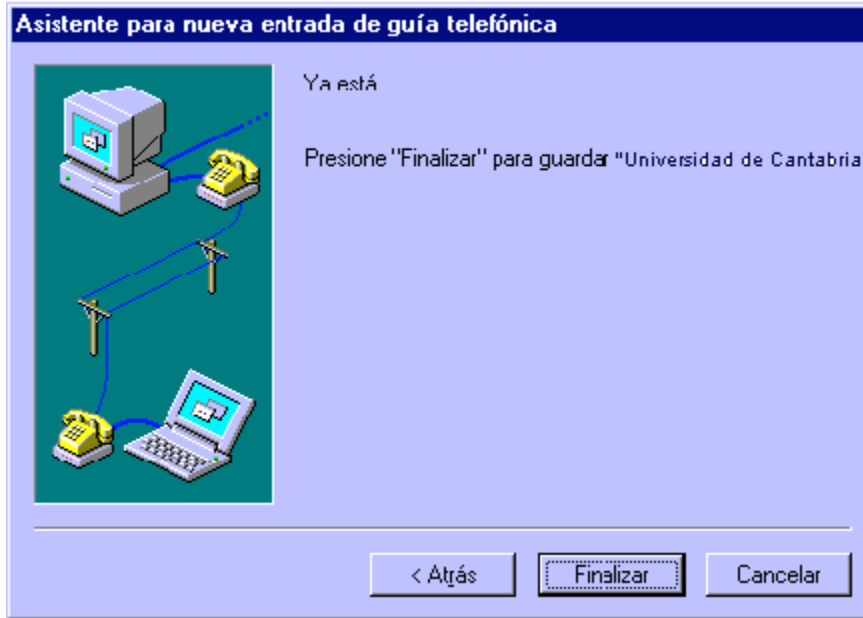 Asistente para nueva entrada de guía telefónica
Ya está
Presione "Finalizar" para guardar "Universidad de Cantabria
< Atrás
Finalizar
Cancelar